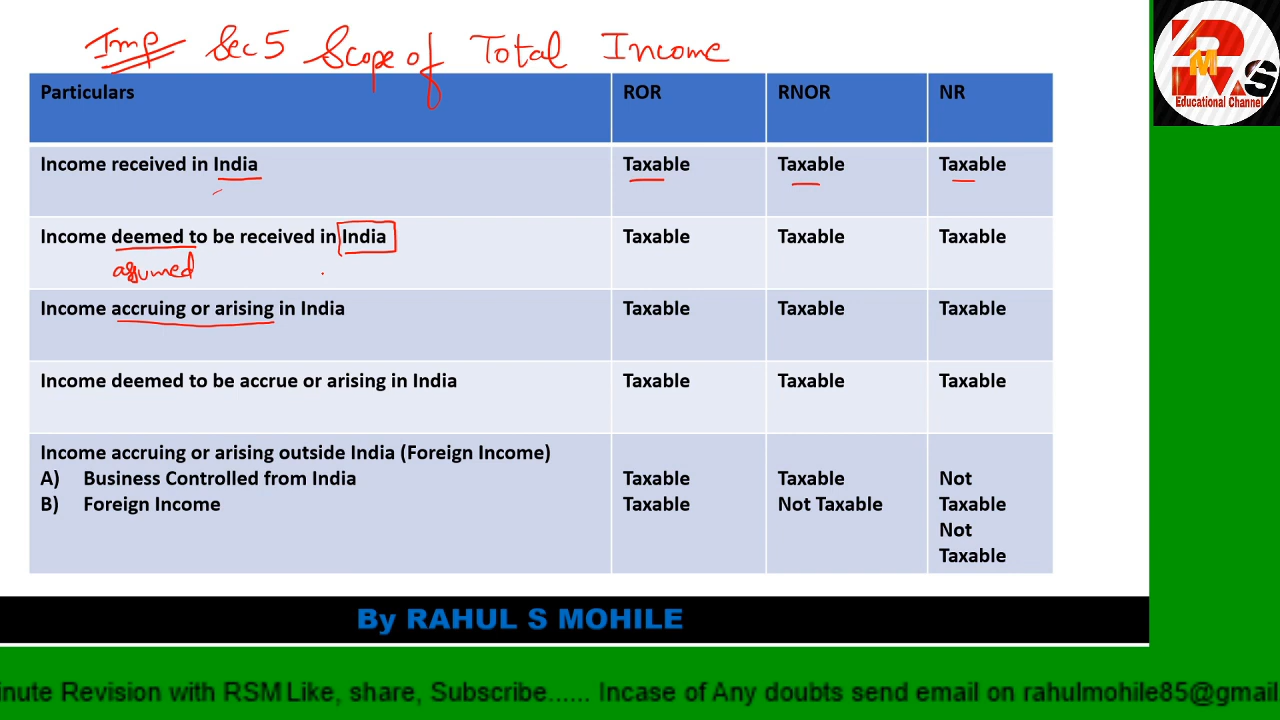 Imp Sec 5 Scope of Total Income
Particulars ROR RNOR NR
Income received in India Taxable Taxable Taxable
Income deemed to be received in India Taxable Taxable Taxable
assumed
Income accruing or arising in India Taxable Taxable Taxable
Income deemed to be accrue or arising in India Taxable Taxable Taxable
Income accruing or arising outside India (Foreign Income)
A) Business Controlled from India Taxable Taxable Not
B) Foreign Income Taxable Not Taxable Taxable
Not
Taxable
By RAHUL S MOHILE
inute Revision with RSM Like, share, Subscribe...... Incase of Any doubts send email on rahulmohile85@gmail.
Educational Channel